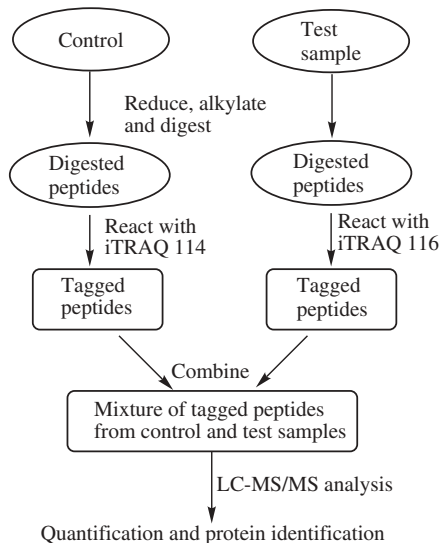 Control
Test
sample
Reduce, alkylate
and digest
Digested
peptides
Digested
peptides
React with
iTRAQ 114
React with
iTRAQ 116
Tagged
peptides
Tagged
peptides
Combine
Mixture of tagged peptides
from control and test samples
LC-MS/MS analysis
Quantification and protein identification